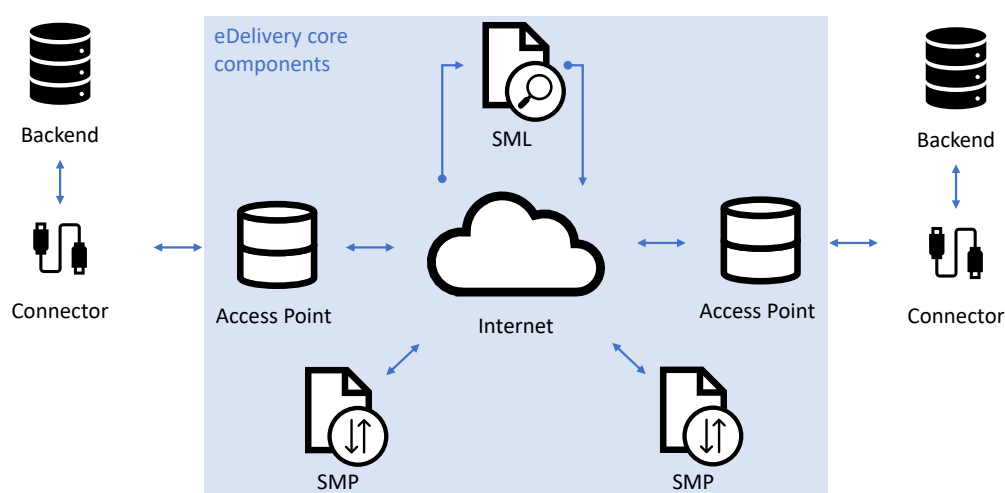 eDelivery core
components
SML
Backend
Backend
Connector
Access Point
Internet
Access Point
Connector
SMP
SMP